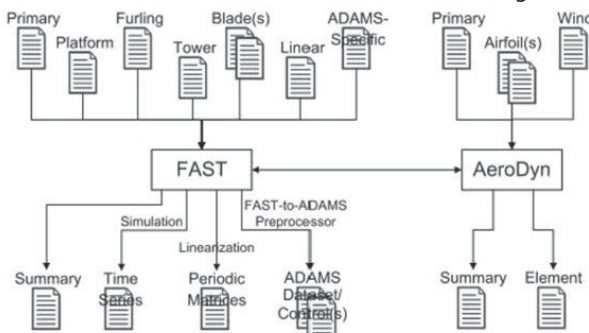 Primary
Furling
Blade(s)
ADAMS-
Specific
Primary
Wind
Platform
Tower
Linear
Airfoil(s)
FAST
AeroDyn
Simulation
FAST-to-ADAMS
Preprocessor
Linearization
Summary
Time
Series
Periodic
Matrices
ADAMS
Dataset/
Control(s)
Summary
Element